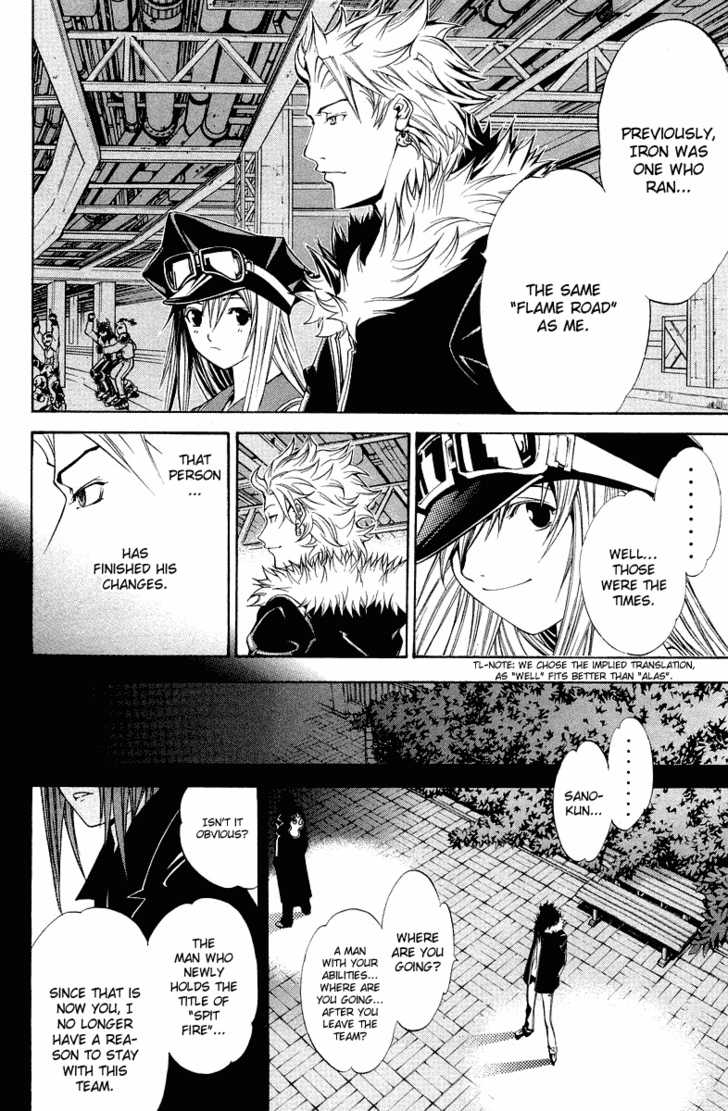 PREVIOUSLY,
IRON WAS
ONE WHO
RAN...
THE SAME
"FLAME ROAD"
AS ME.
......
WELL...
THOSE
WERE THE
TIMES.
THAT
PERSON
...
HAS
FINISHED HIS
CHANGES.
TL-NOTE: WE CHOSE THE IMPLIED TRANSLATION,
AS "WELL" FITS BETTER THAN "ALAS".
......
SANO-
KUN...
WHERE
ARE YOU
GOING?
A MAN
WITH YOUR
ABILITIES...
WHERE ARE
YOU GOING...
AFTER YOU
LEAVE THE
TEAM?
ISN'T IT
OBVIOUS?
THE
MAN WHO
NEWLY
HOLDS THE
TITLE OF
"SPIT
FIRE"...
SINCE THAT IS
NOW YOU, I
NO LONGER
HAVE A REA-
SON TO STAY
WITH THIS
TEAM.